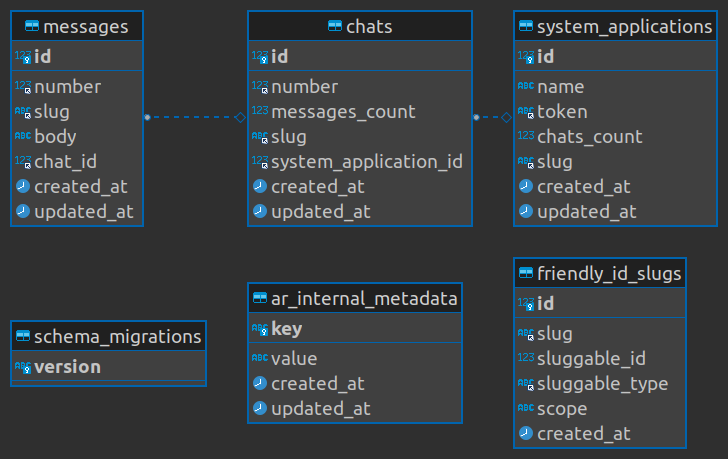 messages
123 id
123 number
ABC slug
ABC body
123 chat_id
created_at
updated_at
chats
123 id
123 number
123 messages_count
ABC slug
123 system_application_id
created_at
updated_at
system_applications
123 id
ABC name
ABC token
123 chats_count
ABC slug
created_at
updated_at
schema_migrations
ABC version
ar_internal_metadata
ABC key
ABC value
created_at
updated_at
friendly_id_slugs
123 id
ABC slug
123 sluggable_id
ABC sluggable_type
ABC scope
created_at